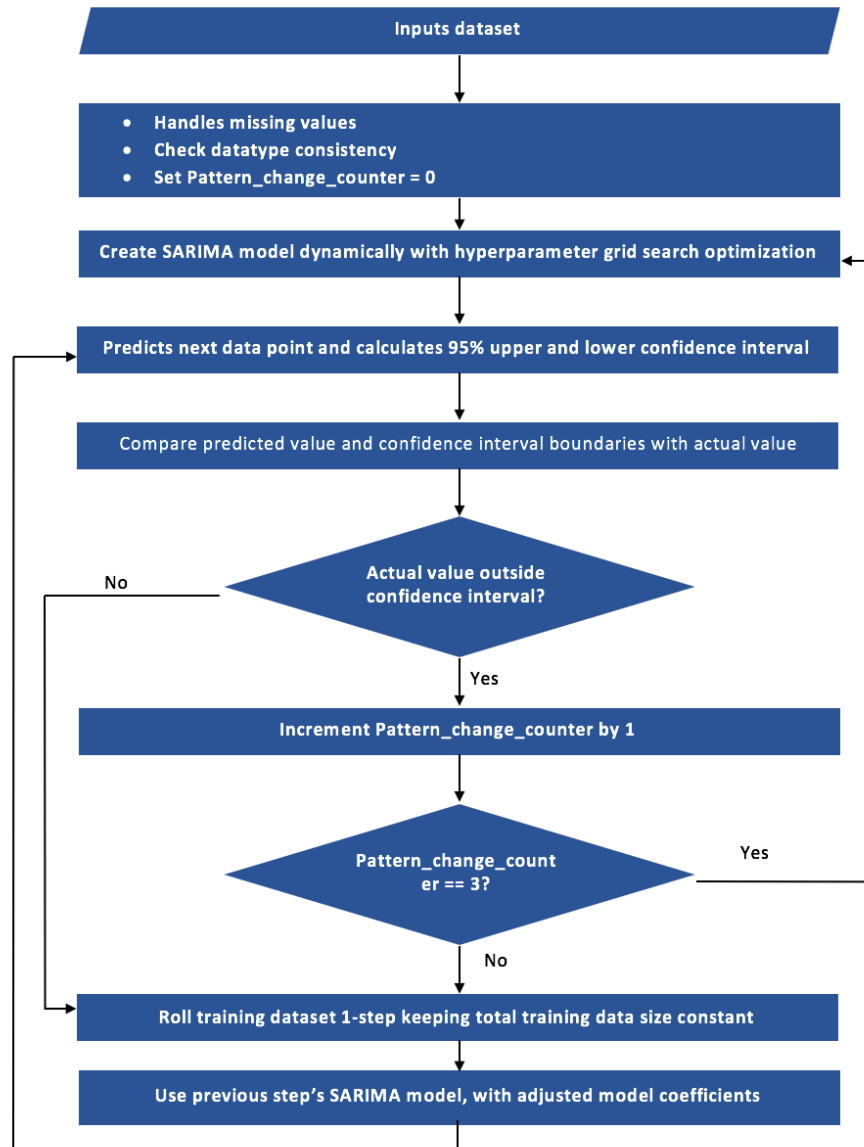 Inputs dataset
• Handles missing values
• Check datatype consistency
• Set Pattern_change_counter = 0
Create SARIMA model dynamically with hyperparameter grid search optimization
Predicts next data point and calculates 95% upper and lower confidence interval
Compare predicted value and confidence interval boundaries with actual value
Actual value outside
confidence interval?
No
Yes
Increment Pattern_change_counter by 1
Pattern_change_count
er == 3?
Yes
No
Roll training dataset 1-step keeping total training data size constant
Use previous step’s SARIMA model, with adjusted model coefficients